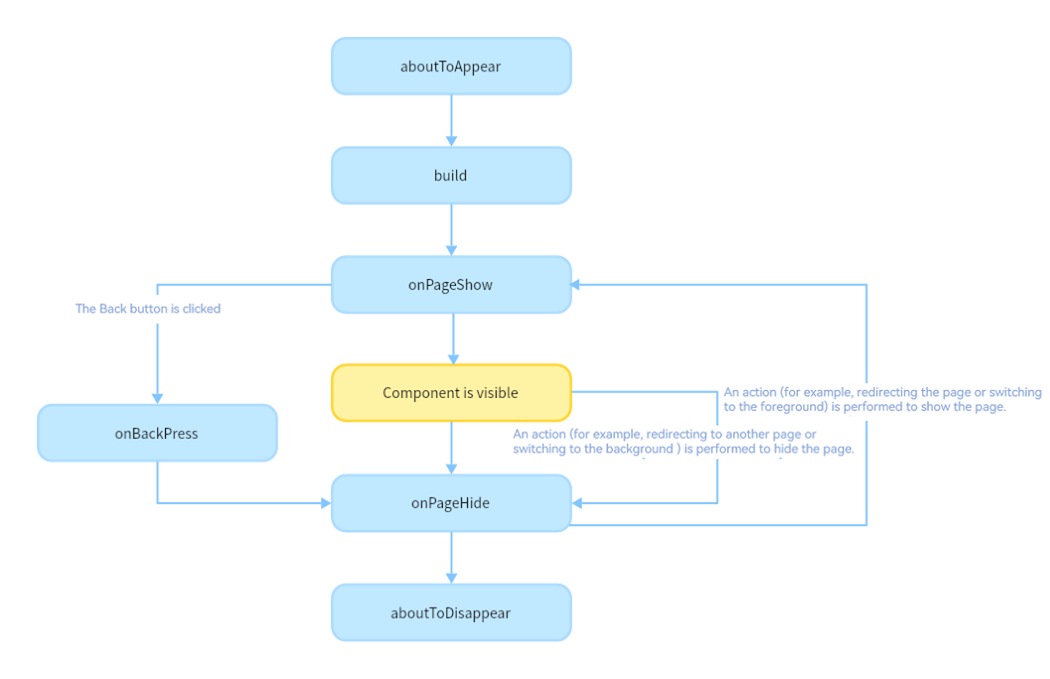 aboutToAppear
build
onPageShow
The Back button is clicked
Component is visible
An action (for example, redirecting the page or switching
to the foreground) is performed to show the page.
onBackPress
An action (for example, redirecting to another page or
switching to the background ) is performed to hide the page.
onPageHide
aboutToDisappear